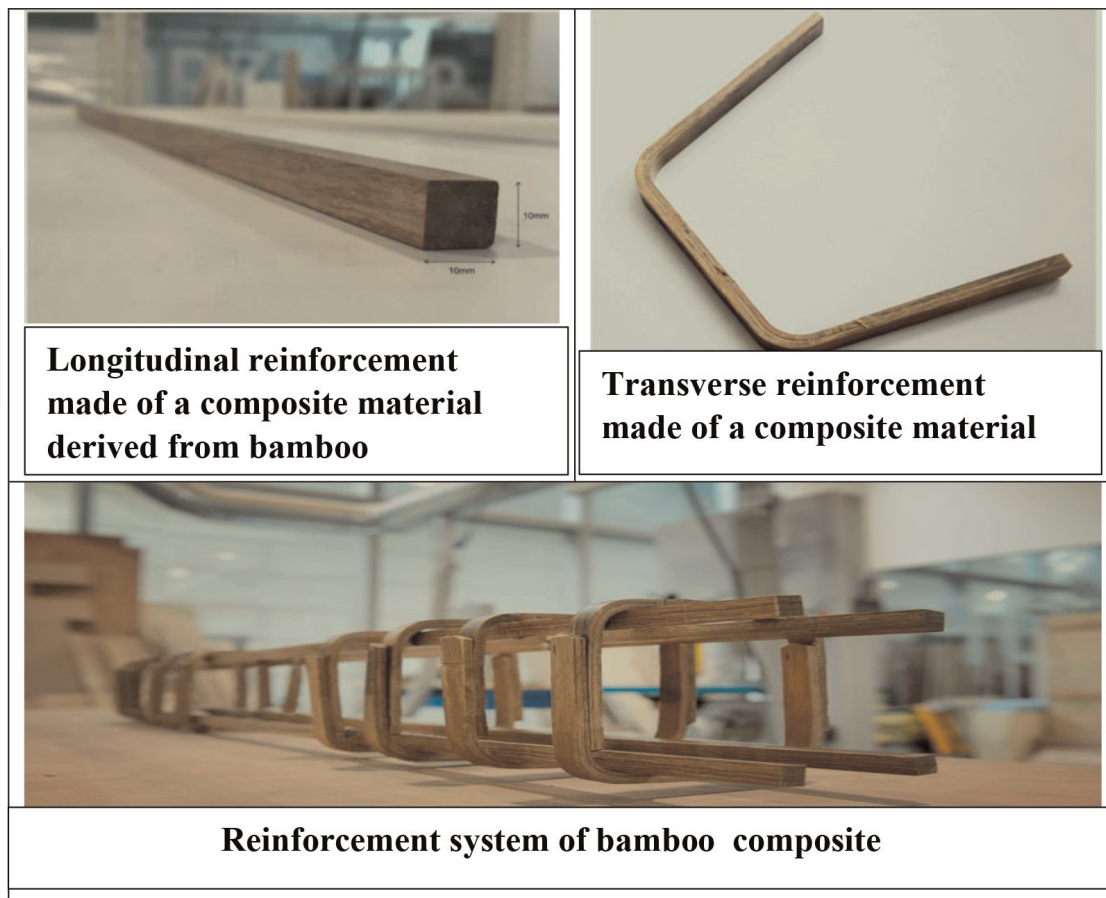 10mm
10mm
Longitudinal reinforcement
made of a composite material
derived from bamboo
Transverse reinforcement
made of a composite material
Reinforcement system of bamboo composite